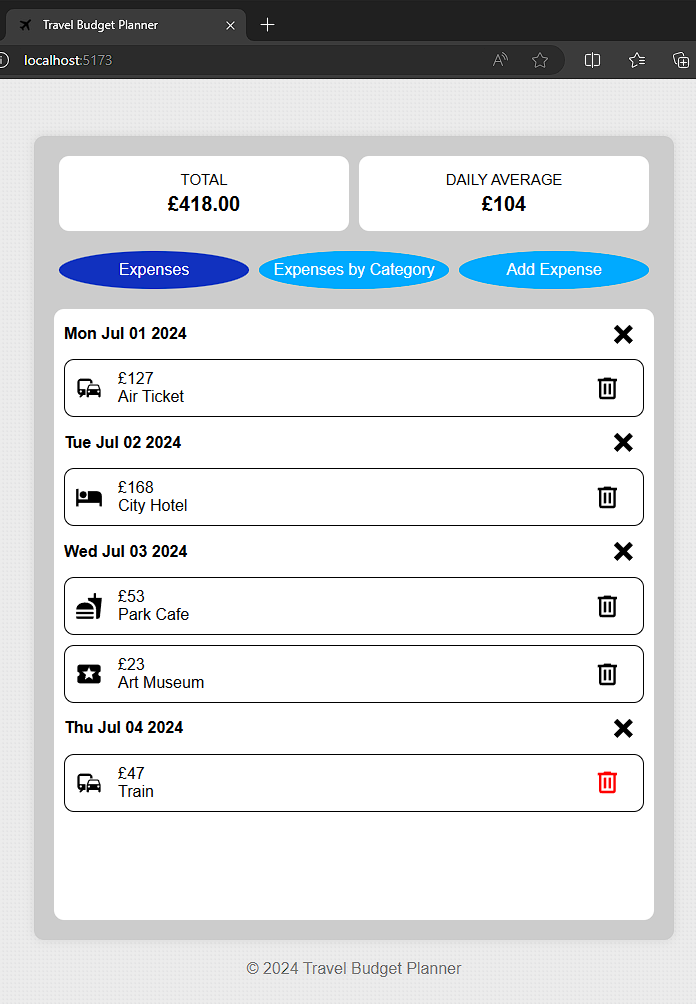 Travel Budget Planner
localhost:5173
TOTAL
£418.00
DAILY AVERAGE
£104
Expenses
Expenses by Category
Add Expense
Mon Jul 01 2024
£127
Air Ticket
Tue Jul 02 2024
£168
City Hotel
Wed Jul 03 2024
£53
Park Cafe
£23
Art Museum
Thu Jul 04 2024
£47
Train
© 2024 Travel Budget Planner